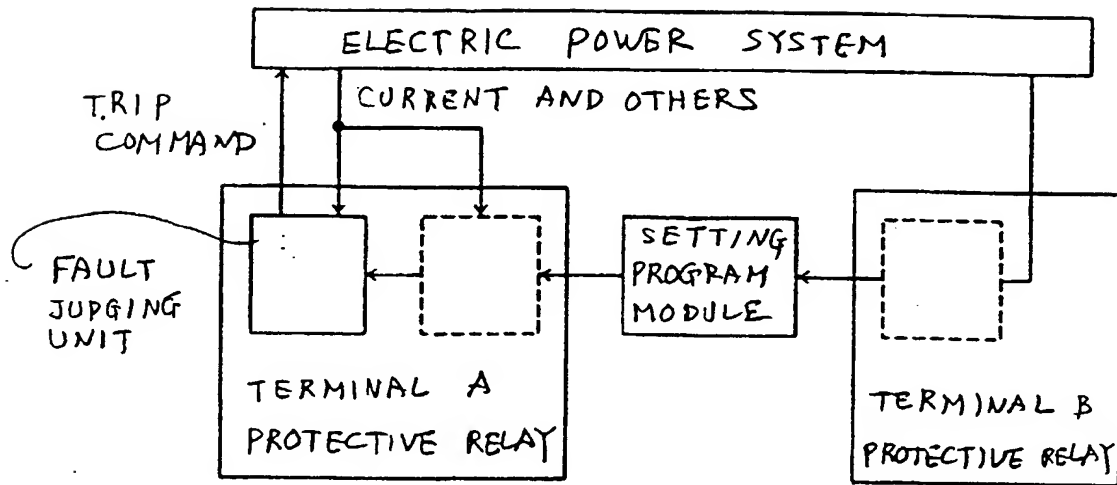 ELECTRIC POWER SYSTEM
T.RIP
COMMAND
CURRENT AND OTHERS
FAULT
JUPGING
UNIT
SETTING
PROGRAM
MODULE
TERMINAL A
PROTECTIVE RELAY
TERMINAL B
PROTECTIVE RELAY